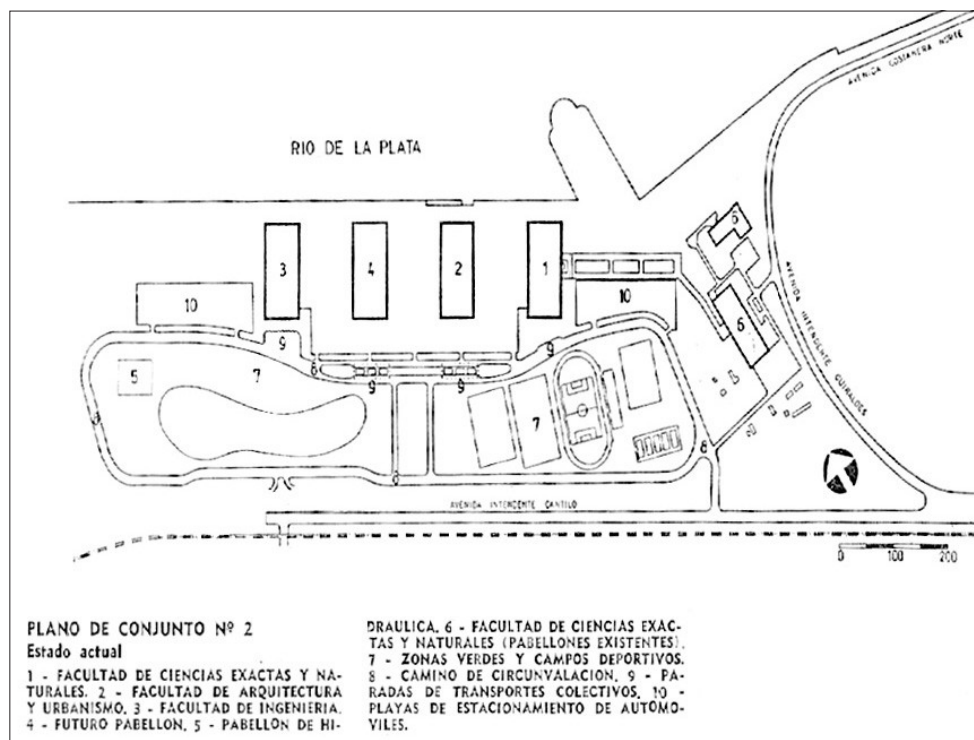 AVENIDA COSTANERA NORTE
RIO DE LA PLATA
6
3
4
2
1
10
10
6
AVENIDA INTENDENTE GUIRALDES
9
9
5
7
8
9
9
7
8
AVENIDA INTENDENTE CANTILO
0 100 200
PLANO DE CONJUNTO Nº 2
Estado actual
1 - FACULTAD DE CIENCIAS EXACTAS Y NA-
TURALES. 2 - FACULTAD DE ARQUITECTURA
Y URBANISMO. 3 - FACULTAD DE INGENIERIA.
4 - FUTURO PABELLON. 5 - PABELLON DE HI-
DRAULICA. 6 - FACULTAD DE CIENCIAS EXAC-
TAS Y NATURALES (PABELLONES EXISTENTES).
7 - ZONAS VERDES Y CAMPOS DEPORTIVOS.
8 - CAMINO DE CIRCUNVALACION. 9 - PA-
RADAS DE TRANSPORTES COLECTIVOS. 10 -
PLAYAS DE ESTACIONAMIENTO DE AUTOMO-
VILES.